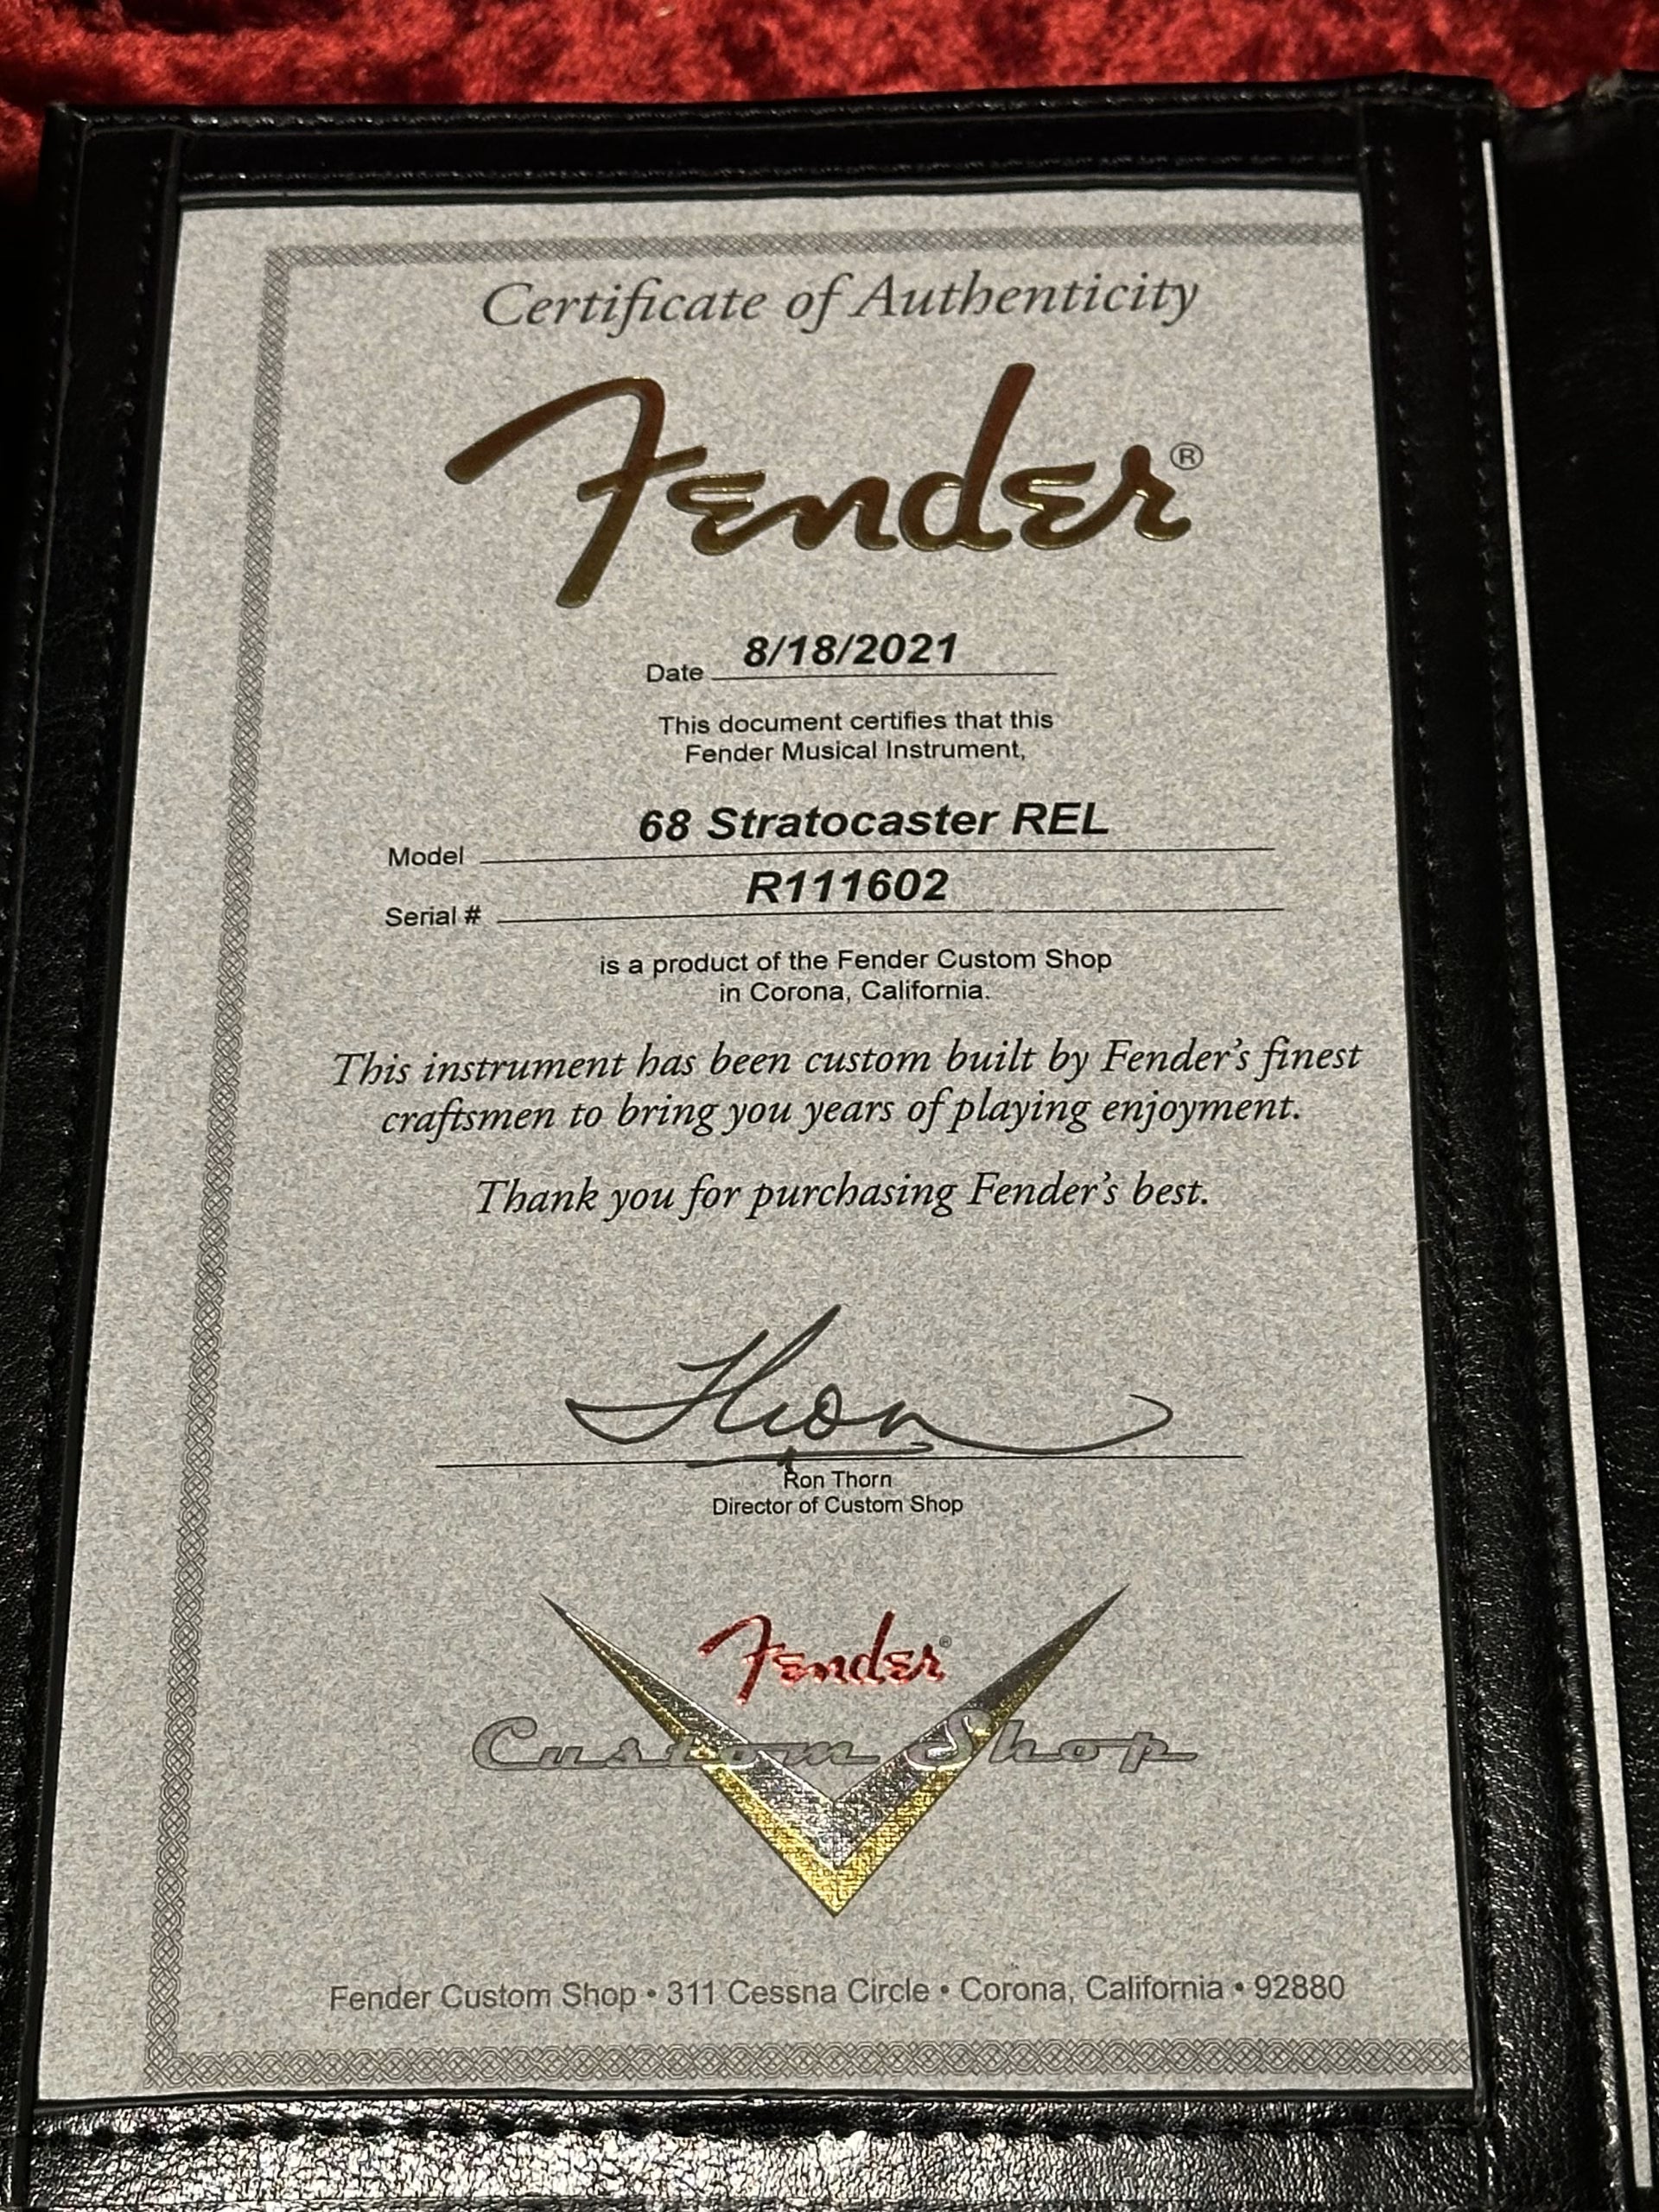 Certificate of Authenticity
Fender®
Date 8/18/2021
This document certifies that this
Fender Musical Instrument,
Model 68 Stratocaster REL
Serial # R111602
is a product of the Fender Custom Shop
in Corona, California.
This instrument has been custom built by Fender's finest
craftsmen to bring you years of playing enjoyment.
Thank you for purchasing Fender's best.
Thorn
Ron Thorn
Director of Custom Shop
Fender®
Custom Shop
Fender Custom Shop • 311 Cessna Circle • Corona, California • 92880